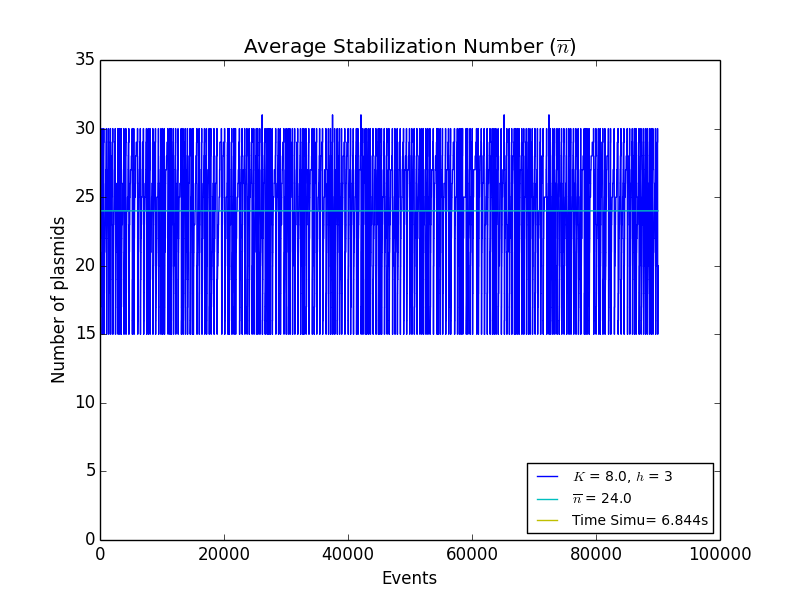 Average Stabilization Number (n̅)
35
30
25
20
15
10
5
0
Number of plasmids
K = 8.0, h = 3
n̅ = 24.0
Time Simu= 6.844s
0 20000 40000 60000 80000 100000
Events